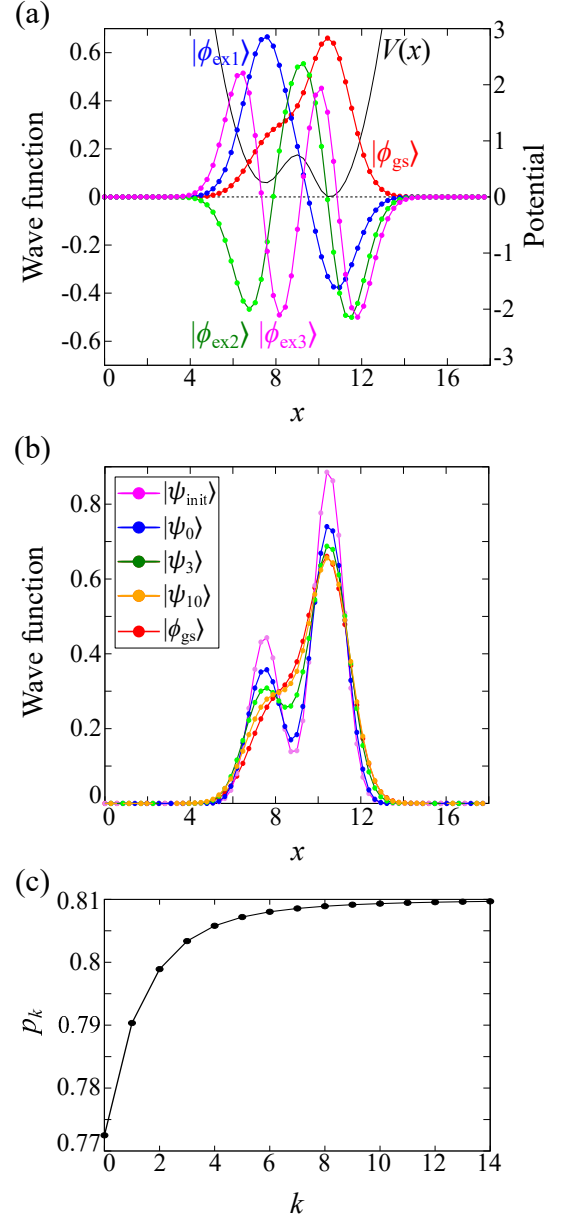 (a)
0.6
0.4
0.2
0
-0.2
-0.4
-0.6
Wave function
|ϕex1⟩
V(x)
|ϕgs⟩
|ϕex2⟩ |ϕex3⟩
3
2
1
0
-1
-2
-3
Potential
0 4 8 12 16
x
(b)
0.8
0.6
0.4
0.2
0
Wave function
|ψinit⟩
|ψ0⟩
|ψ3⟩
|ψ10⟩
|ϕgs⟩
0 4 8 12 16
x
(c)
0.81
0.8
0.79
0.78
0.77
pk
0 2 4 6 8 10 12 14
k